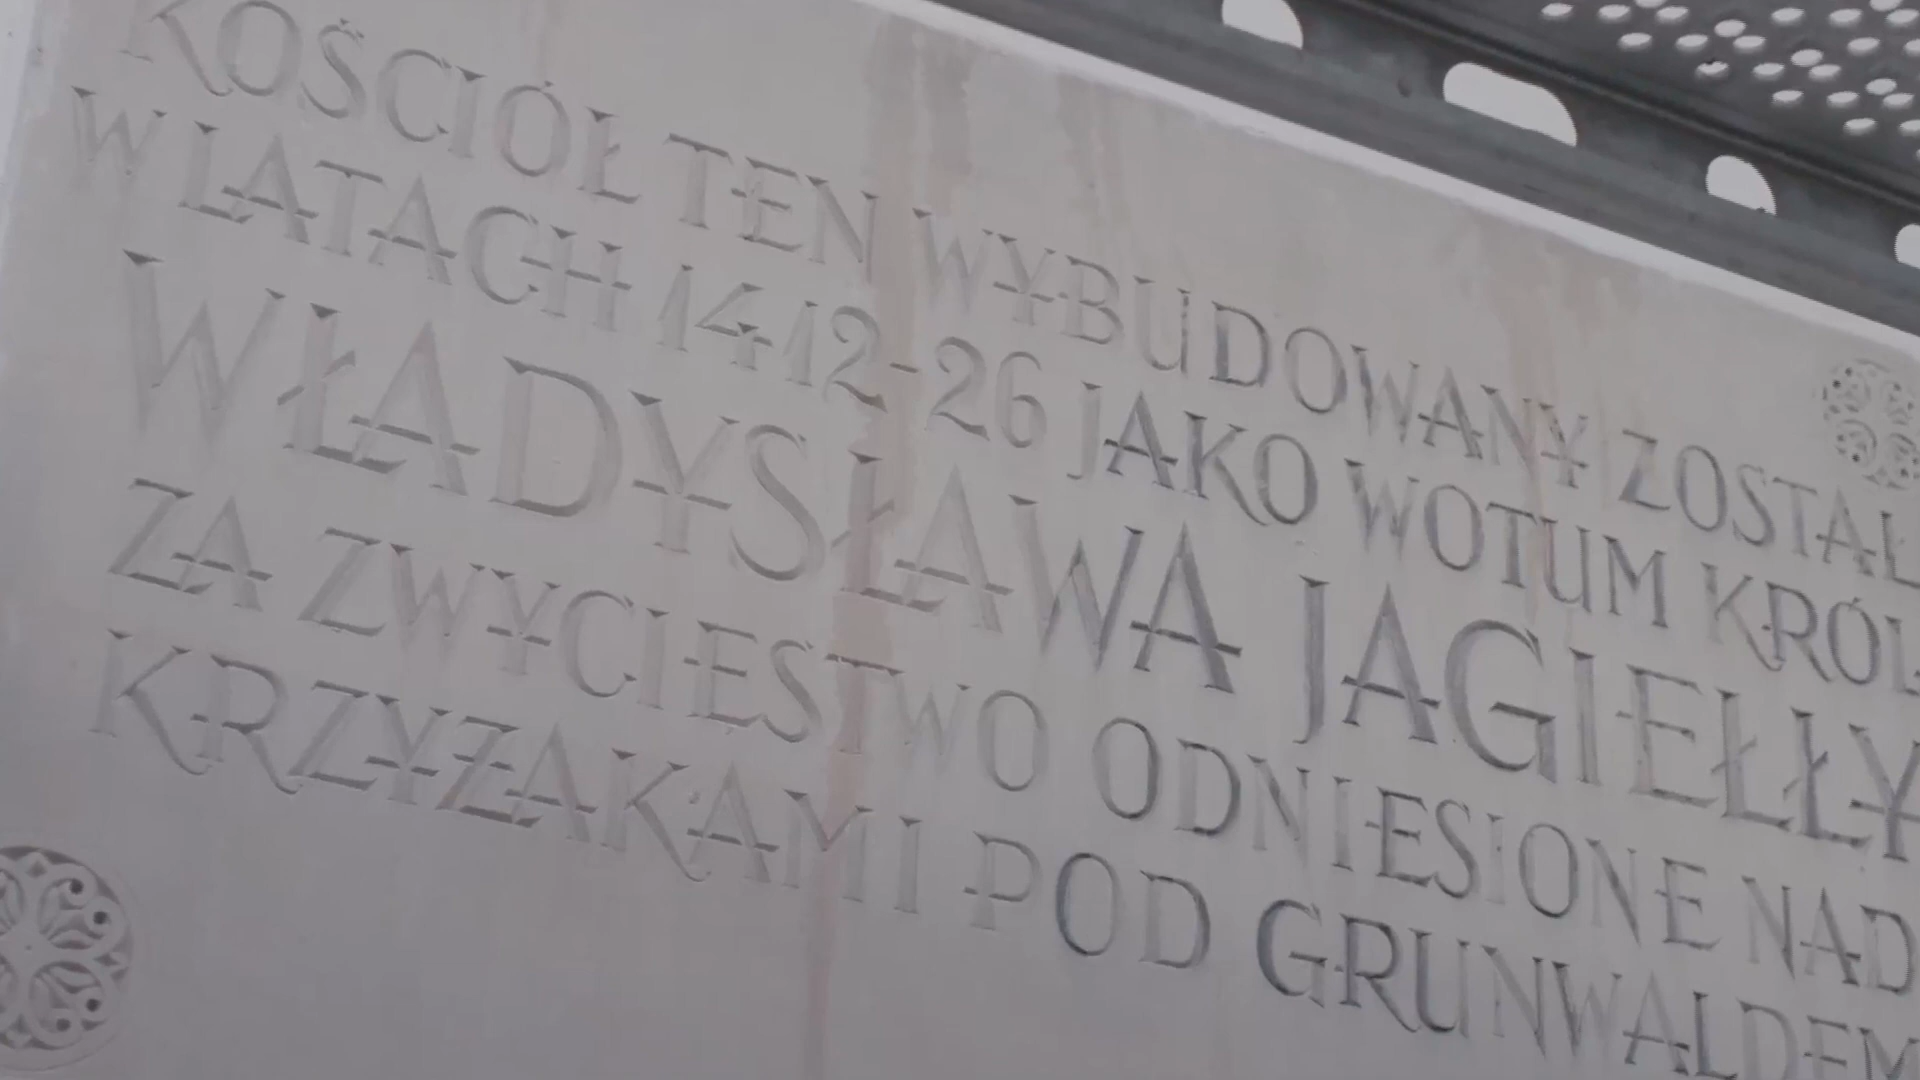 KOŚCIÓŁ TEN WYBUDOWANY ZOSTAŁ
W LATACH 1412-26 JAKO WOTUM KRÓL
WŁADYSŁAWA JAGIEŁŁY
ZA ZWYCIĘSTWO ODNIESIONE NAD
KRZYŻAKAMI POD GRUNWALDEM